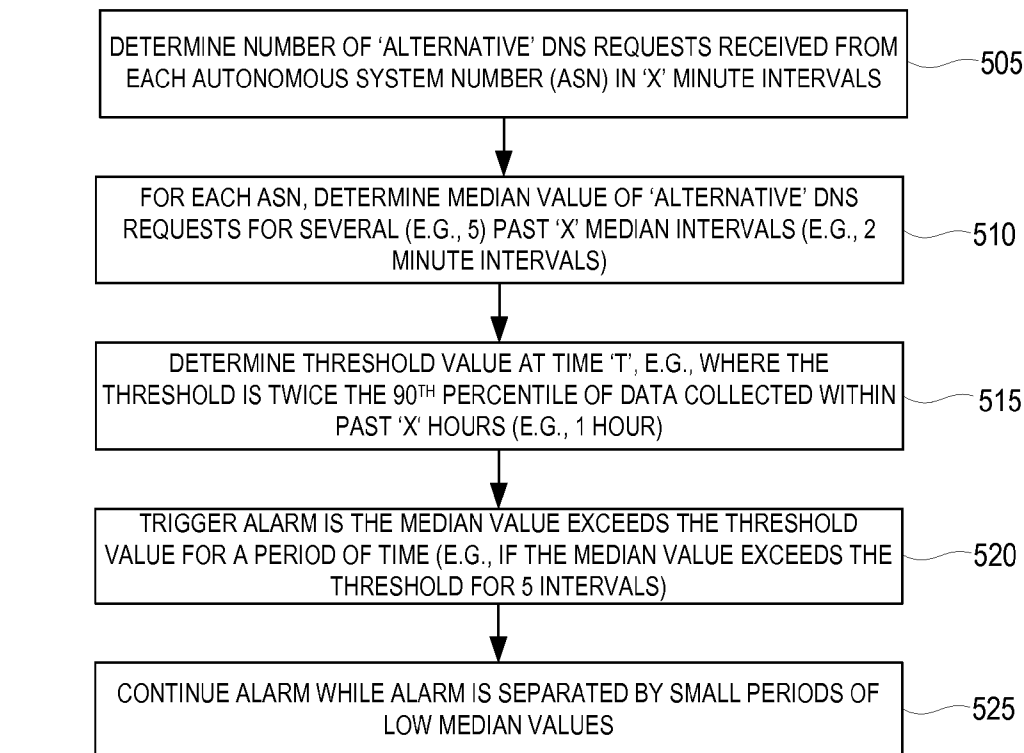 DETERMINE NUMBER OF ‘ALTERNATIVE’ DNS REQUESTS RECEIVED FROM
EACH AUTONOMOUS SYSTEM NUMBER (ASN) IN ‘X’ MINUTE INTERVALS
505
FOR EACH ASN, DETERMINE MEDIAN VALUE OF ‘ALTERNATIVE’ DNS
REQUESTS FOR SEVERAL (E.G., 5) PAST ‘X’ MEDIAN INTERVALS (E.G., 2
MINUTE INTERVALS)
510
DETERMINE THRESHOLD VALUE AT TIME ‘T’, E.G., WHERE THE
THRESHOLD IS TWICE THE 90TH PERCENTILE OF DATA COLLECTED WITHIN
PAST ‘X‘ HOURS (E.G., 1 HOUR)
515
TRIGGER ALARM IS THE MEDIAN VALUE EXCEEDS THE THRESHOLD
VALUE FOR A PERIOD OF TIME (E.G., IF THE MEDIAN VALUE EXCEEDS THE
THRESHOLD FOR 5 INTERVALS)
520
CONTINUE ALARM WHILE ALARM IS SEPARATED BY SMALL PERIODS OF
LOW MEDIAN VALUES
525